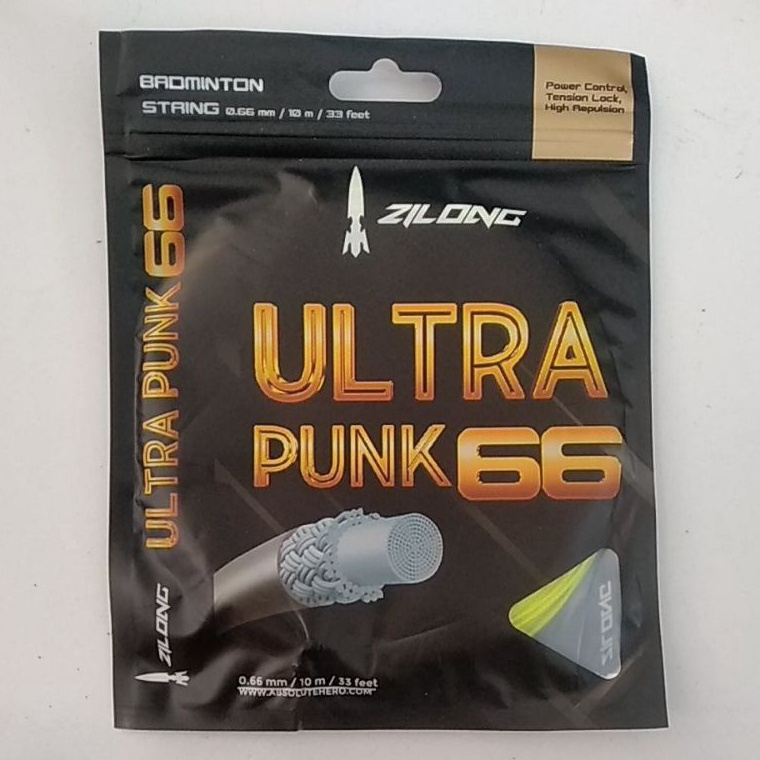 BADMINTON
STRING 0.66 mm / 10 m / 33 feet
Power Control,
Tension Lock,
High Repulsion
ZILONG
ULTRA
PUNK 66
ULTRA PUNK 66
ZILONG
ZILONG
0.66 mm / 10 m / 33 feet
WWW.ABSOLUTEHERO.COM